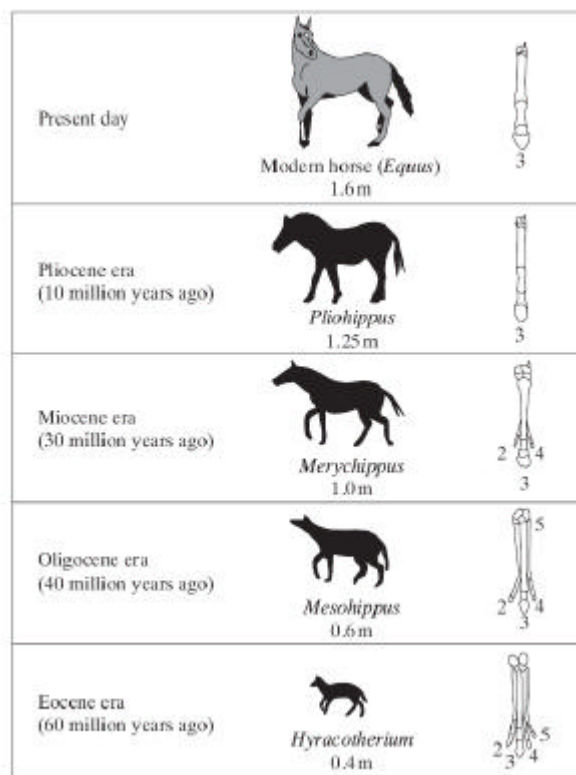 Present day
Modern horse (Equus)
1.6 m
3
Pliocene era
(10 million years ago)
Pliohippus
1.25 m
3
Miocene era
(30 million years ago)
Merychippus
1.0 m
2
4
3
Oligocene era
(40 million years ago)
Mesohippus
0.6 m
5
2
4
3
Eocene era
(60 million years ago)
Hyracotherium
0.4 m
5
2
3
4